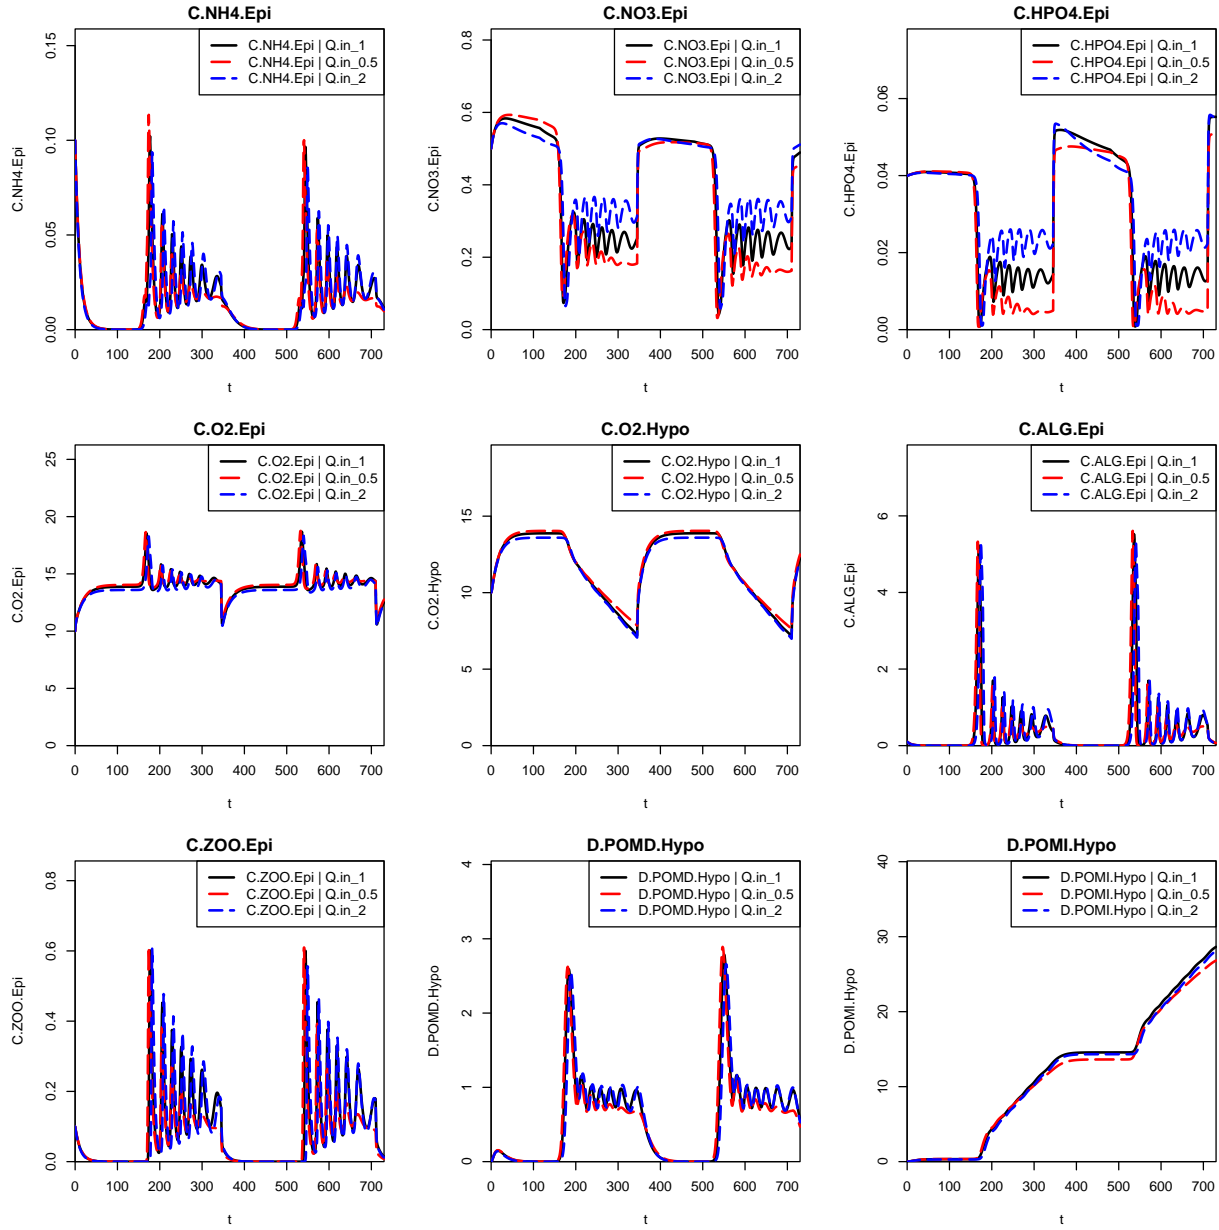 C.NH4.Epi
C.NH4.Epi | Q.in_1
C.NH4.Epi | Q.in_0.5
C.NH4.Epi | Q.in_2
C.NH4.Epi
0.00 0.05 0.10 0.15
0 100 200 300 400 500 600 700
t
C.NO3.Epi
C.NO3.Epi | Q.in_1
C.NO3.Epi | Q.in_0.5
C.NO3.Epi | Q.in_2
C.NO3.Epi
0.0 0.2 0.4 0.6 0.8
0 100 200 300 400 500 600 700
t
C.HPO4.Epi
C.HPO4.Epi | Q.in_1
C.HPO4.Epi | Q.in_0.5
C.HPO4.Epi | Q.in_2
C.HPO4.Epi
0.00 0.02 0.04 0.06
0 100 200 300 400 500 600 700
t
C.O2.Epi
C.O2.Epi | Q.in_1
C.O2.Epi | Q.in_0.5
C.O2.Epi | Q.in_2
C.O2.Epi
0 5 10 15 20 25
0 100 200 300 400 500 600 700
t
C.O2.Hypo
C.O2.Hypo | Q.in_1
C.O2.Hypo | Q.in_0.5
C.O2.Hypo | Q.in_2
C.O2.Hypo
0 5 10 15
0 100 200 300 400 500 600 700
t
C.ALG.Epi
C.ALG.Epi | Q.in_1
C.ALG.Epi | Q.in_0.5
C.ALG.Epi | Q.in_2
C.ALG.Epi
0 2 4 6
0 100 200 300 400 500 600 700
t
C.ZOO.Epi
C.ZOO.Epi | Q.in_1
C.ZOO.Epi | Q.in_0.5
C.ZOO.Epi | Q.in_2
C.ZOO.Epi
0.0 0.2 0.4 0.6 0.8
0 100 200 300 400 500 600 700
t
D.POMD.Hypo
D.POMD.Hypo | Q.in_1
D.POMD.Hypo | Q.in_0.5
D.POMD.Hypo | Q.in_2
D.POMD.Hypo
0 1 2 3 4
0 100 200 300 400 500 600 700
t
D.POMI.Hypo
D.POMI.Hypo | Q.in_1
D.POMI.Hypo | Q.in_0.5
D.POMI.Hypo | Q.in_2
D.POMI.Hypo
0 10 20 30 40
0 100 200 300 400 500 600 700
t